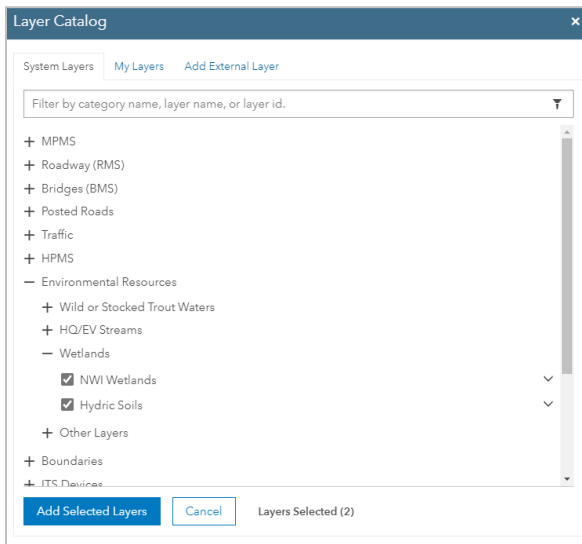 Layer Catalog ×
System Layers My Layers Add External Layer
Filter by category name, layer name, or layer id.
MPMS
Roadway (RMS)
Bridges (BMS)
Posted Roads
Traffic
HPMS
Environmental Resources
Wild or Stocked Trout Waters
HQ/EV Streams
Wetlands
NWI Wetlands
Hydric Soils
Other Layers
Boundaries
ITS Devices
Add Selected Layers Cancel Layers Selected (2)